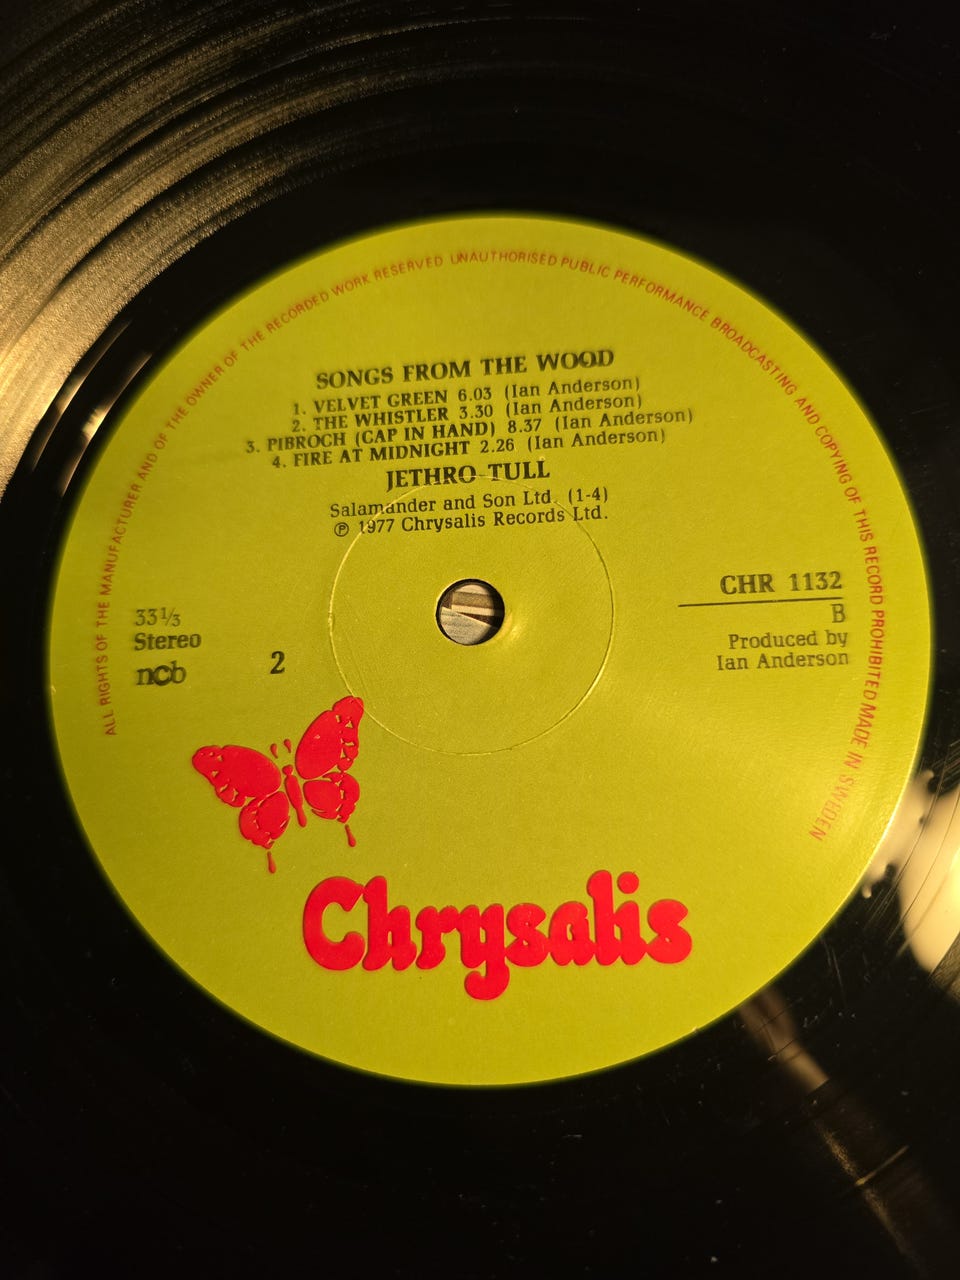 ALL RIGHTS OF THE MANUFACTURER AND OF THE OWNER OF THE RECORDED WORK RESERVED UNAUTHORISED PUBLIC PERFORMANCE BROADCASTING AND COPYING OF THIS RECORD PROHIBITED MADE IN SWEDEN
SONGS FROM THE WOOD
1. VELVET GREEN 6.03 (Ian Anderson)
2. THE WHISTLER 3.30 (Ian Anderson)
3. PIBROCH (CAP IN HAND) 8.37 (Ian Anderson)
4. FIRE AT MIDNIGHT 2.26 (Ian Anderson)
JETHRO TULL
Salamander and Son Ltd. (1-4)
℗ 1977 Chrysalis Records Ltd.
33⅓
Stereo
ncb
2
CHR 1132
B
Produced by
Ian Anderson
Chrysalis